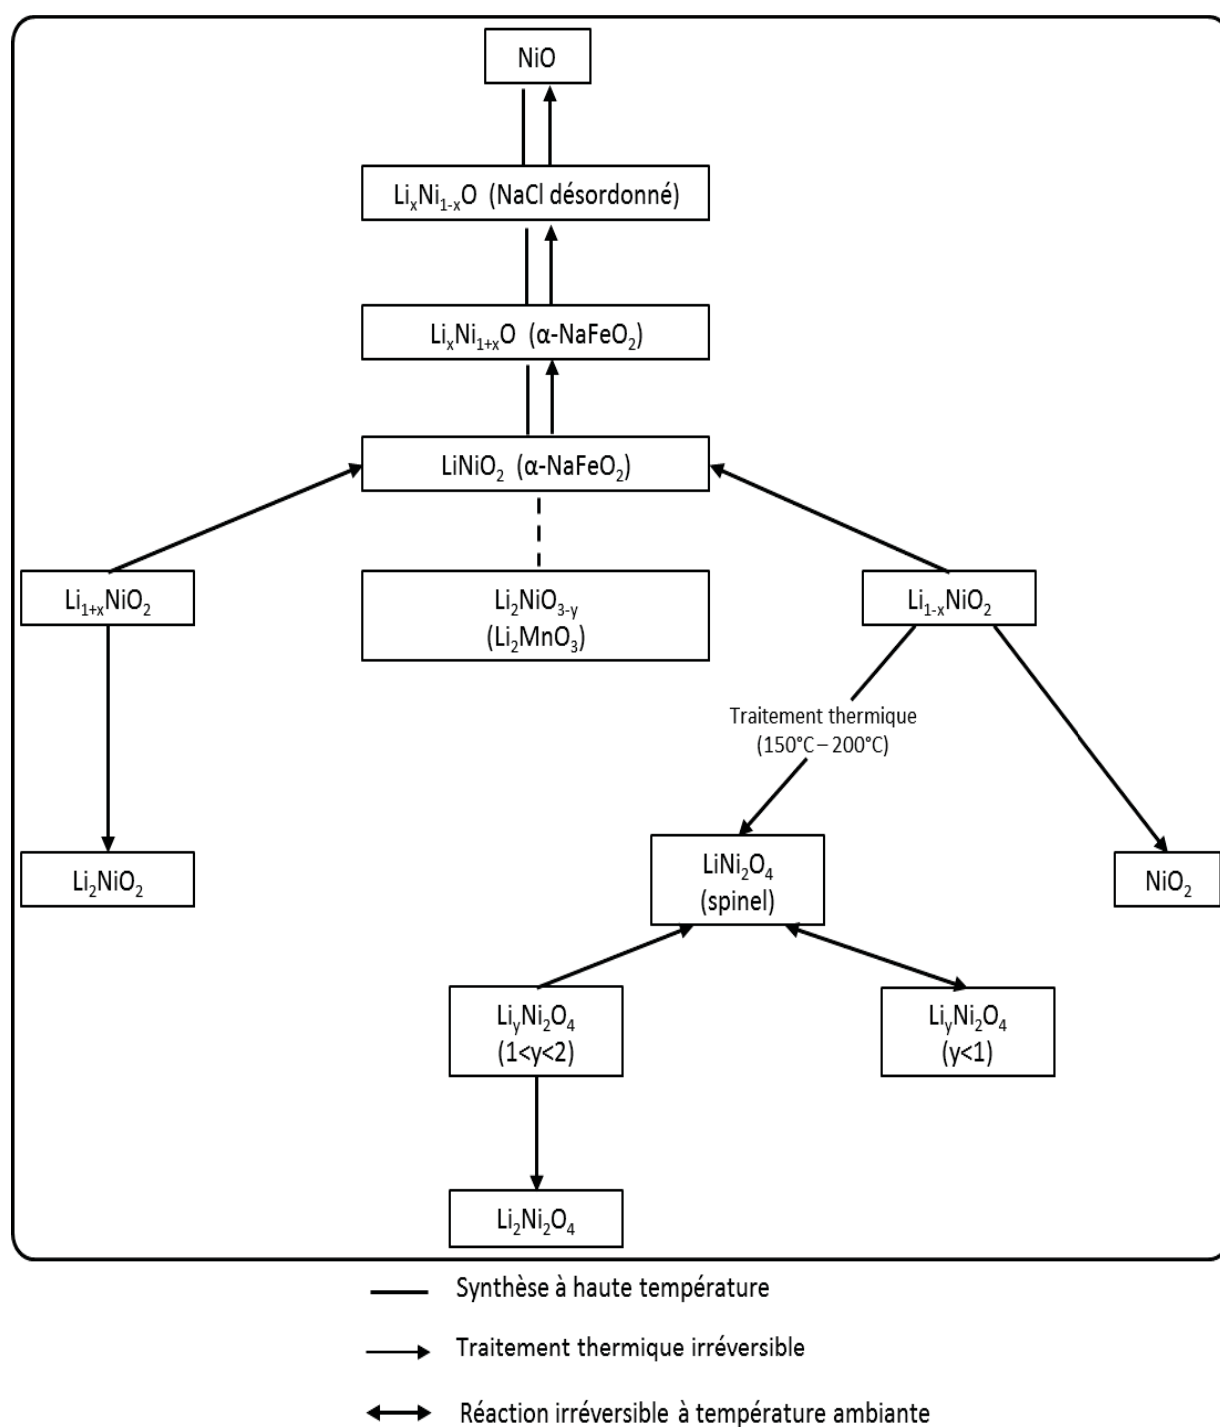 NiO
LiₓNi₁₋ₓO (NaCl désordonné)
LiₓNi₁₊ₓO (α-NaFeO₂)
LiNiO₂ (α-NaFeO₂)
Li₁₊ₓNiO₂
Li₂NiO₃₋ᵧ
(Li₂MnO₃)
Li₁₋ₓNiO₂
Traitement thermique
(150°C – 200°C)
LiNi₂O₄
(spinel)
Li₂NiO₂
NiO₂
LiᵧNi₂O₄
(1<y<2)
LiᵧNi₂O₄
(y<1)
Li₂Ni₂O₄
Synthèse à haute température
Traitement thermique irréversible
Réaction irréversible à température ambiante